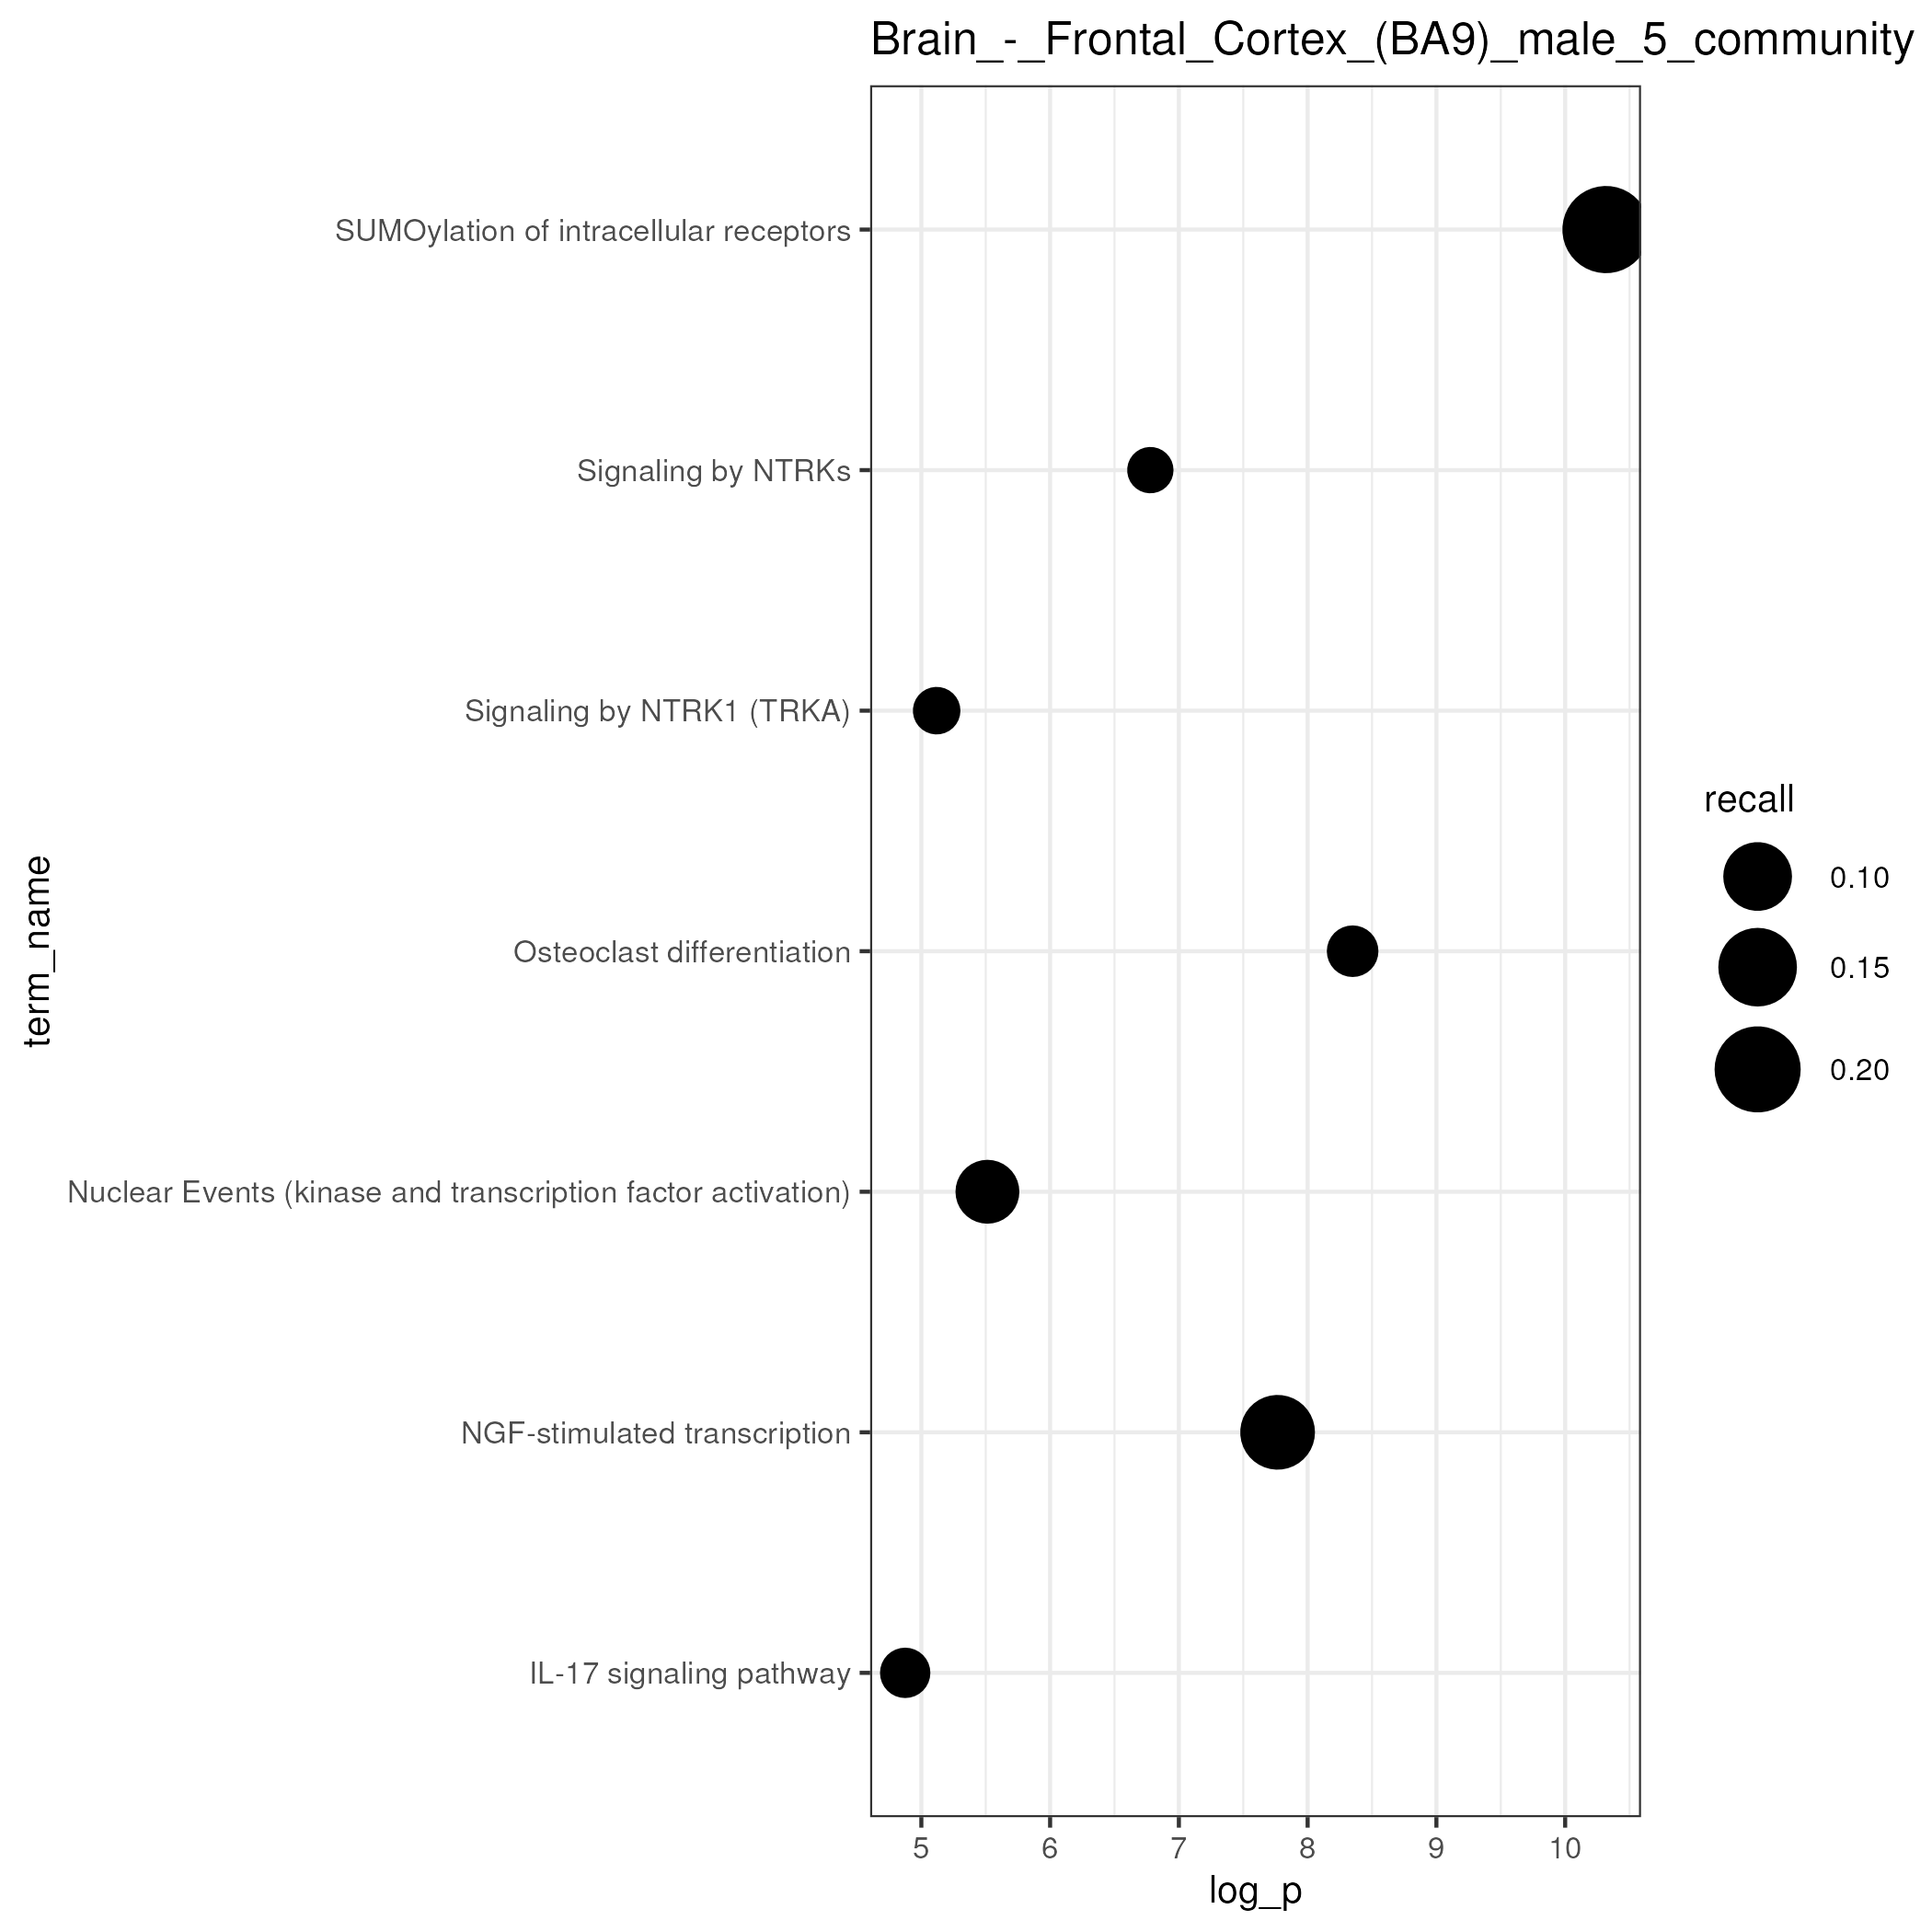 Brain_-_Frontal_Cortex_(BA9)_male_5_community
term_name
SUMOylation of intracellular receptors
Signaling by NTRKs
Signaling by NTRK1 (TRKA)
Osteoclast differentiation
Nuclear Events (kinase and transcription factor activation)
NGF-stimulated transcription
IL-17 signaling pathway
5 6 7 8 9 10
log_p
recall
0.10
0.15
0.20